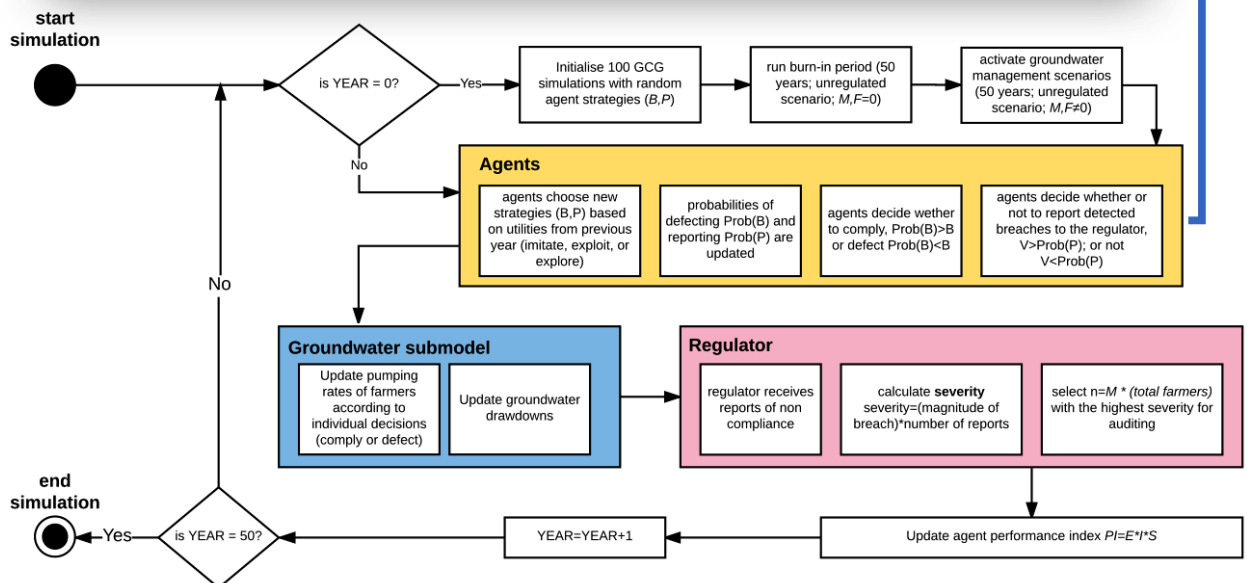 start
simulation
is YEAR = 0?
Yes
Initialise 100 GCG
simulations with random
agent strategies (B,P)
run burn-in period (50
years; unregulated
scenario; M,F=0)
activate groundwater
management scenarios
(50 years; unregulated
scenario; M,F≠0)
No
Agents
agents choose new
strategies (B,P) based
on utilities from previous
year (imitate, exploit, or
explore)
probabilities of
defecting Prob(B) and
reporting Prob(P) are
updated
agents decide wether
to comply, Prob(B)>B
or defect Prob(B)<B
agents decide whether or
not to report detected
breaches to the regulator,
V>Prob(P); or not
V<Prob(P)
No
Groundwater submodel
Update pumping
rates of farmers
according to
individual decisions
(comply or defect)
Update groundwater
drawdowns
Regulator
regulator receives
reports of non
compliance
calculate severity
severity=(magnitude of
breach)*number of reports
select n=M * (total farmers)
with the highest severity for
auditing
end
simulation
Yes
is YEAR = 50?
YEAR=YEAR+1
Update agent performance index PI=E*I*S